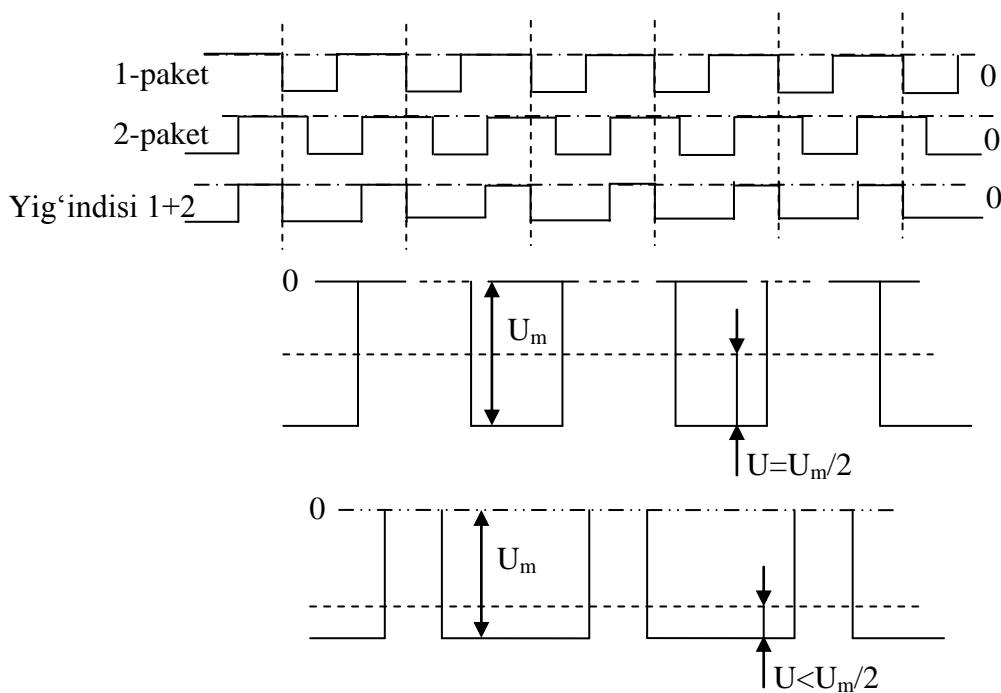 1-paket 0
2-paket 0
Yig‘indisi 1+2 0
0
Uₘ
U=Uₘ/2
0
Uₘ
U<Uₘ/2